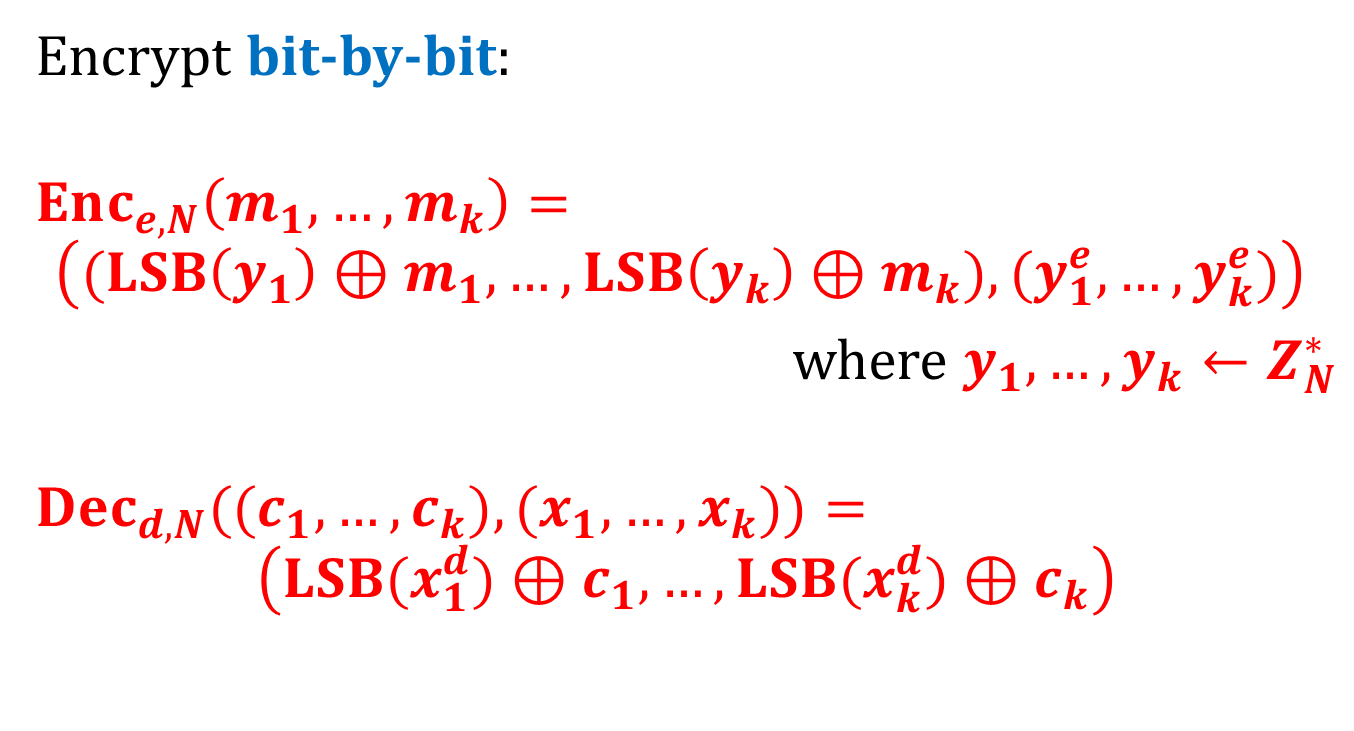 Encrypt bit-by-bit:
Enc_{e,N}(m_1, … , m_k) =
((LSB(y_1) ⊕ m_1, … , LSB(y_k) ⊕ m_k), (y_1^e, … , y_k^e))
where y_1, … , y_k ← Z_N^*
Dec_{d,N}((c_1, … , c_k), (x_1, … , x_k)) =
(LSB(x_1^d) ⊕ c_1, … , LSB(x_k^d) ⊕ c_k)